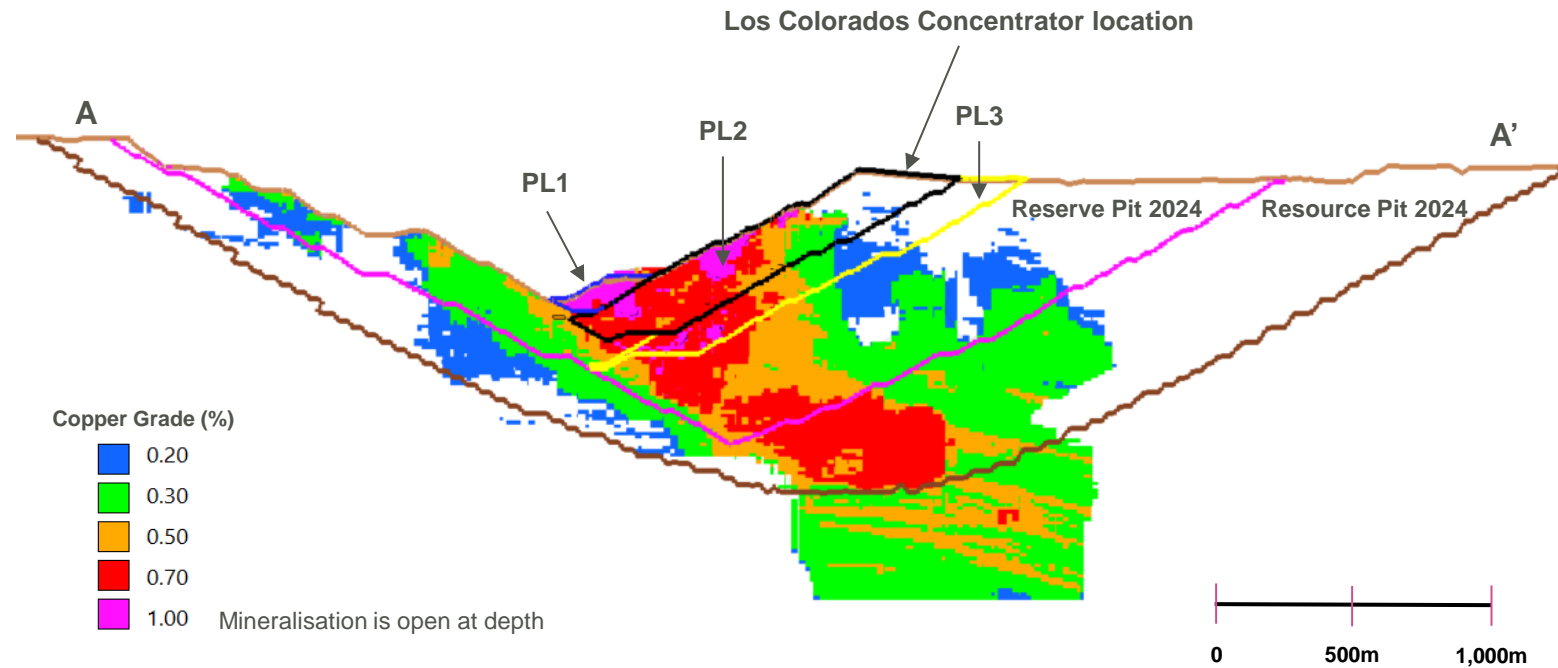 Los Colorados Concentrator location
A
PL2
PL3
A'
PL1
Reserve Pit 2024
Resource Pit 2024
Copper Grade (%)
0.20
0.30
0.50
0.70
1.00
Mineralisation is open at depth
0
500m
1,000m